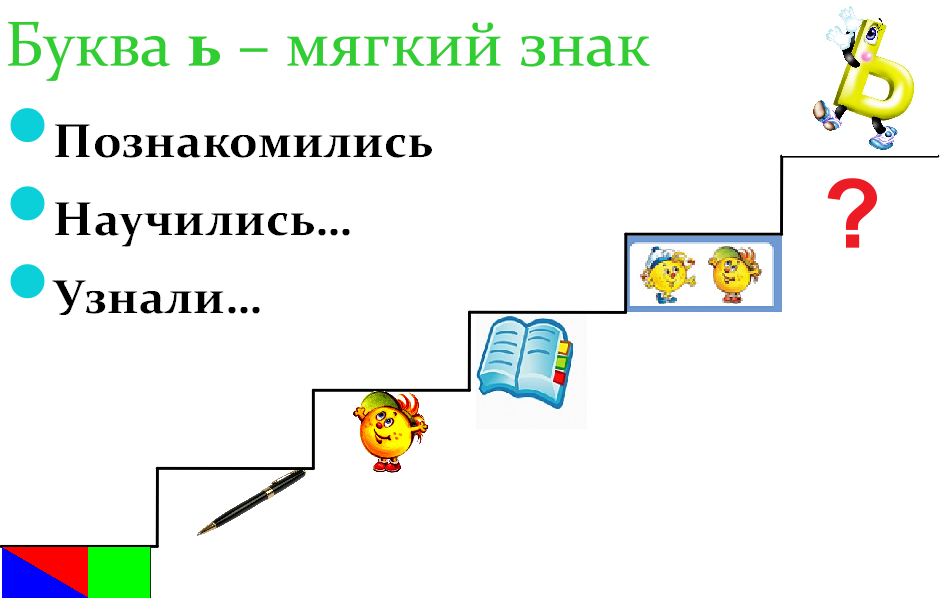 Буква ь – мягкий знак
Познакомились
Научились...
Узнали...
?